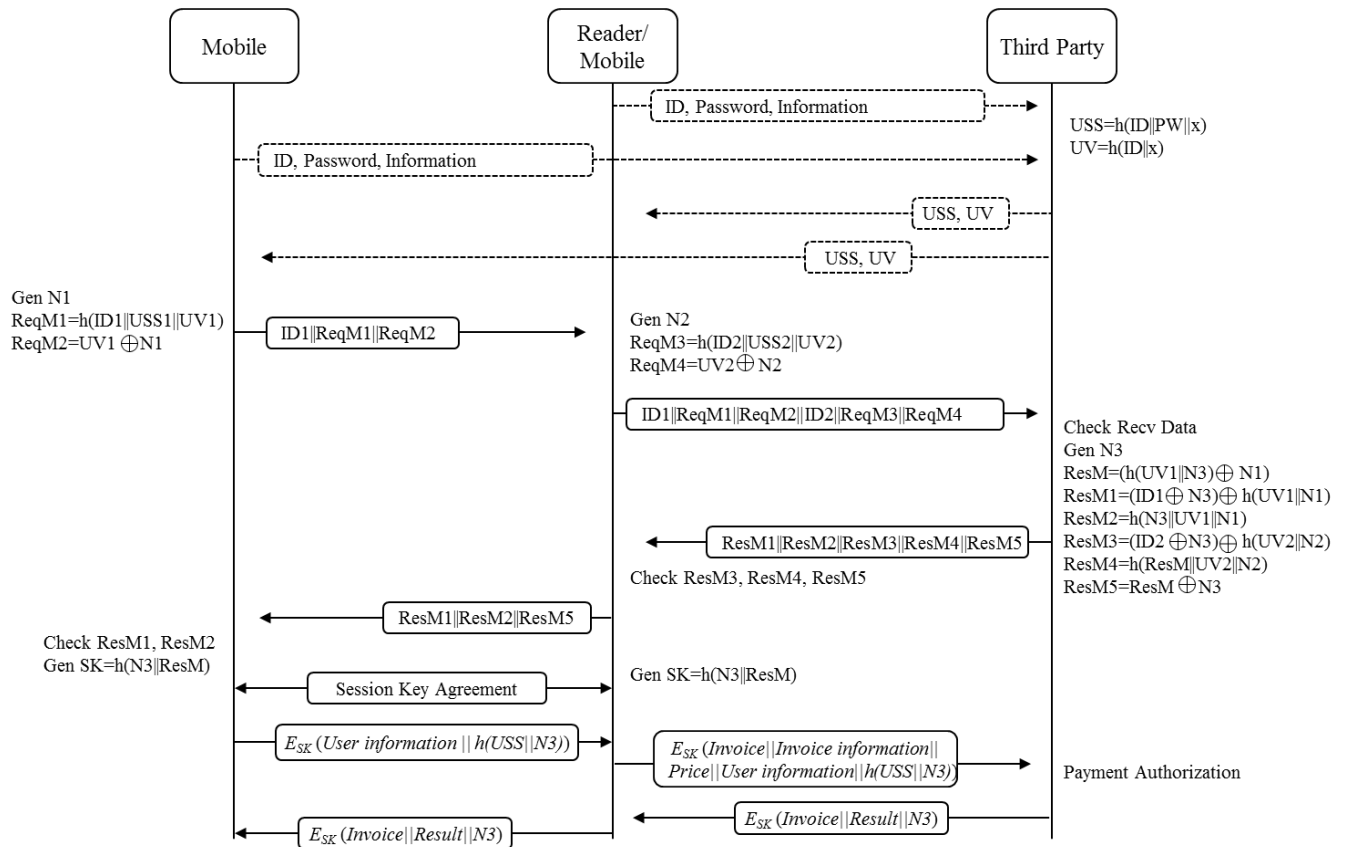 Mobile
Reader/
Mobile
Third Party
ID, Password, Information
USS=h(ID||PW||x)
UV=h(ID||x)
ID, Password, Information
USS, UV
USS, UV
Gen N1
ReqM1=h(ID1||USS1||UV1)
ReqM2=UV1 ⊕N1
ID1||ReqM1||ReqM2
Gen N2
ReqM3=h(ID2||USS2||UV2)
ReqM4=UV2⊕ N2
ID1||ReqM1||ReqM2||ID2||ReqM3||ReqM4
Check Recv Data
Gen N3
ResM=(h(UV1||N3)⊕ N1)
ResM1=(ID1⊕ N3)⊕ h(UV1||N1)
ResM2=h(N3||UV1||N1)
ResM3=(ID2 ⊕N3)⊕ h(UV2||N2)
ResM4=h(ResM||UV2||N2)
ResM5=ResM ⊕N3
ResM1||ResM2||ResM3||ResM4||ResM5
Check ResM3, ResM4, ResM5
ResM1||ResM2||ResM5
Check ResM1, ResM2
Gen SK=h(N3||ResM)
Session Key Agreement
Gen SK=h(N3||ResM)
E_SK (User information || h(USS||N3))
E_SK (Invoice||Invoice information||
Price||User information||h(USS||N3))
Payment Authorization
E_SK (Invoice||Result||N3)
E_SK (Invoice||Result||N3)